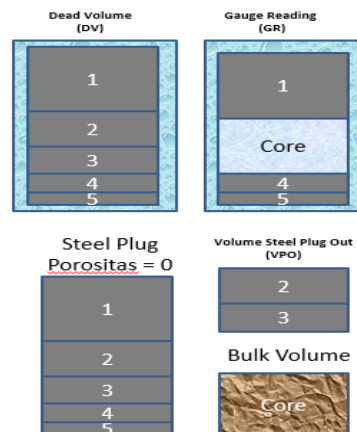 Dead Volume
(DV)
1
2
3
4
5
Gauge Reading
(GR)
1
Core
4
5
Steel Plug
Porositas = 0
1
2
3
4
5
Volume Steel Plug Out
(VPO)
2
3
Bulk Volume
Core